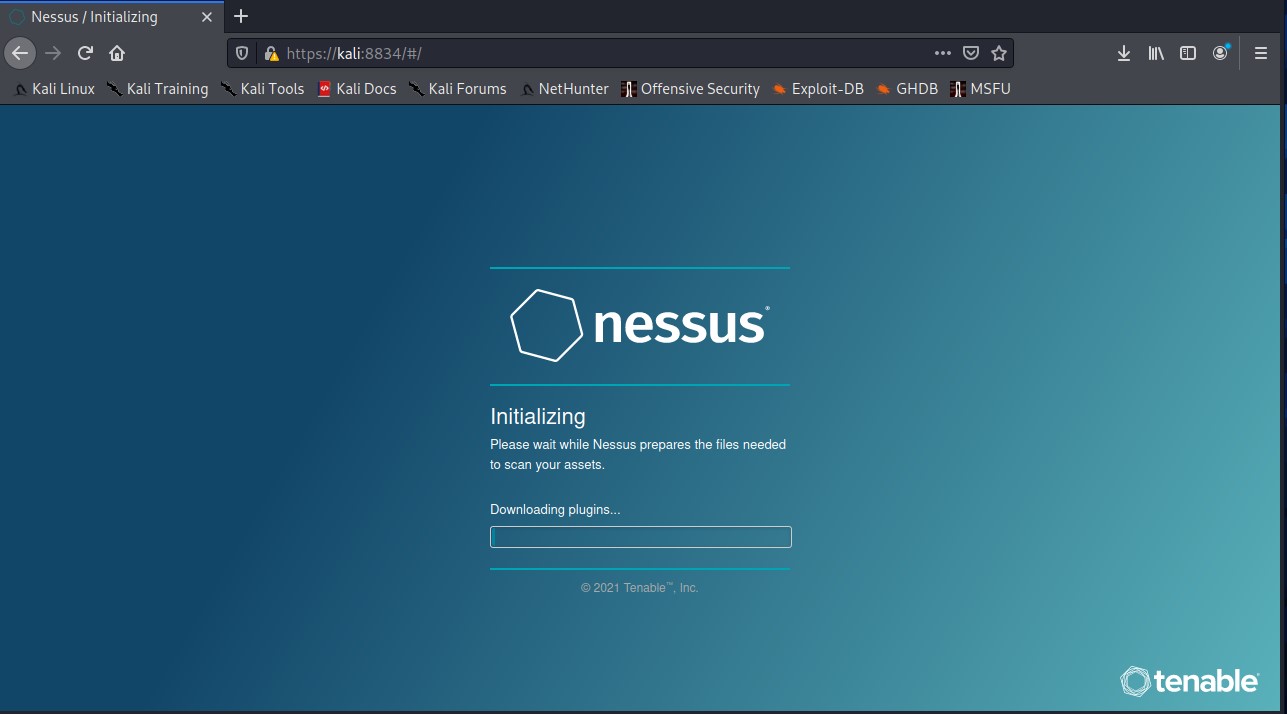 Nessus / Initializing
https://kali:8834/#/
Kali Linux Kali Training Kali Tools Kali Docs Kali Forums NetHunter Offensive Security Exploit-DB GHDB MSFU
nessus®
Initializing
Please wait while Nessus prepares the files needed
to scan your assets.
Downloading plugins...
© 2021 Tenable™, Inc.
tenable